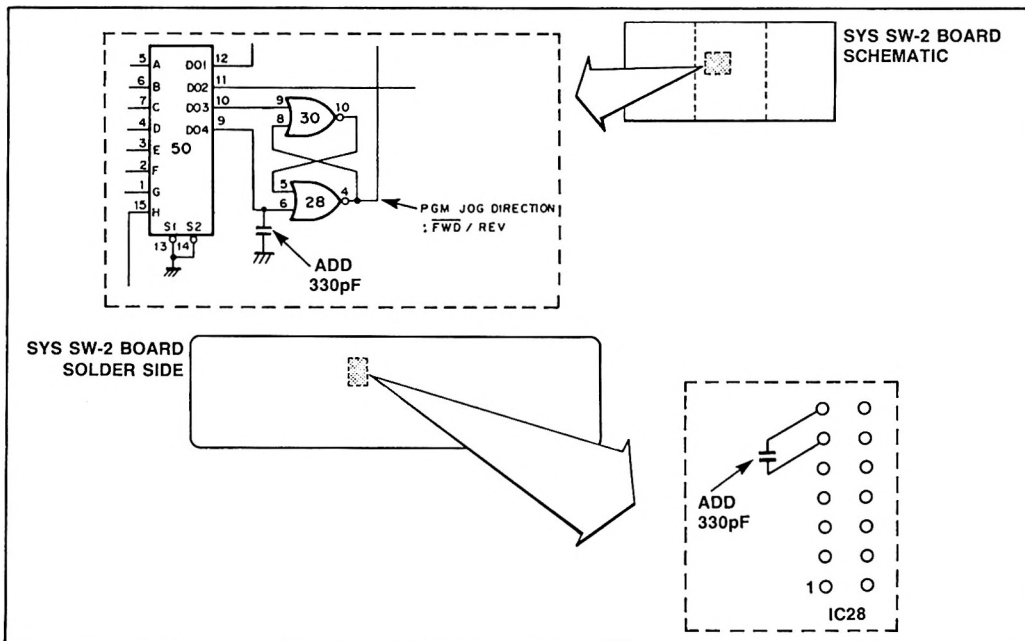 SYS SW-2 BOARD
SCHEMATIC
5 A DO1 12
6 B DO2 11
7 C DO3 10
4 D DO4 9
3 E
50
2 F
1 G
15 H
S1 S2
13 14
9
8
30
10
5
6
28
4
PGM JOG DIRECTION
: FWD / REV
ADD
330pF
SYS SW-2 BOARD
SOLDER SIDE
ADD
330pF
1
IC28